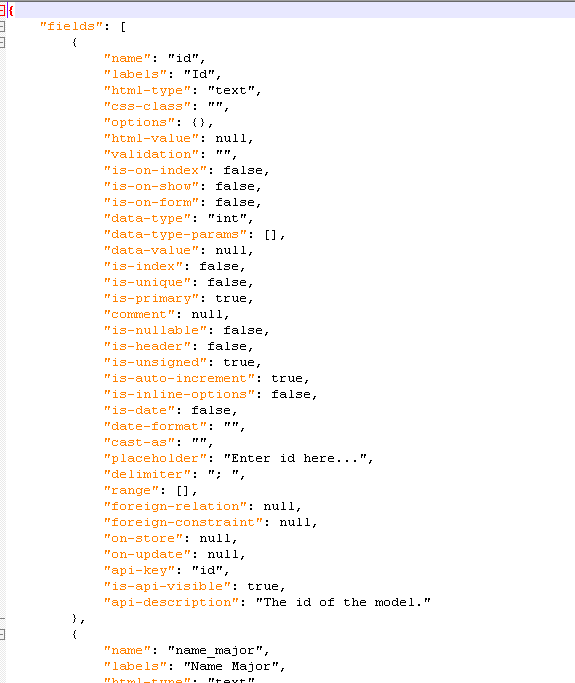 {
"fields": [
{
"name": "id",
"labels": "Id",
"html-type": "text",
"css-class": "",
"options": {},
"html-value": null,
"validation": "",
"is-on-index": false,
"is-on-show": false,
"is-on-form": false,
"data-type": "int",
"data-type-params": [],
"data-value": null,
"is-index": false,
"is-unique": false,
"is-primary": true,
"comment": null,
"is-nullable": false,
"is-header": false,
"is-unsigned": true,
"is-auto-increment": true,
"is-inline-options": false,
"is-date": false,
"date-format": "",
"cast-as": "",
"placeholder": "Enter id here...",
"delimiter": "; ",
"range": [],
"foreign-relation": null,
"foreign-constraint": null,
"on-store": null,
"on-update": null,
"api-key": "id",
"is-api-visible": true,
"api-description": "The id of the model."
},
{
"name": "name_major",
"labels": "Name Major",
"html-type": "text"